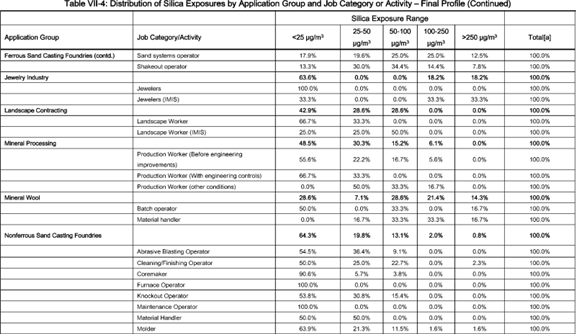 Table VII-4: Distribution of Silica Exposures by Application Group and Job Category or Activity – Final Profile (Continued)
Silica Exposure Range
Application Group Job Category/Activity <25 µg/m³ 25-50 µg/m³ 50-100 µg/m³ 100-250 µg/m³ >250 µg/m³ Total[a]
Ferrous Sand Casting Foundries (contd.) Sand systems operator 17.9% 19.6% 25.0% 25.0% 12.5% 100.0%
Shakeout operator 13.3% 30.0% 34.4% 14.4% 7.8% 100.0%
Jewelry Industry 63.6% 0.0% 0.0% 18.2% 18.2% 100.0%
Jewelers 100.0% 0.0% 0.0% 0.0% 0.0% 100.0%
Jewelers (IMIS) 33.3% 0.0% 0.0% 33.3% 33.3% 100.0%
Landscape Contracting 42.9% 28.6% 28.6% 0.0% 0.0% 100.0%
Landscape Worker 66.7% 33.3% 0.0% 0.0% 0.0% 100.0%
Landscape Worker (IMIS) 25.0% 25.0% 50.0% 0.0% 0.0% 100.0%
Mineral Processing 48.5% 30.3% 15.2% 6.1% 0.0% 100.0%
Production Worker (Before engineering improvements) 55.6% 22.2% 16.7% 5.6% 0.0% 100.0%
Production Worker (With engineering controls) 66.7% 33.3% 0.0% 0.0% 0.0% 100.0%
Production Worker (other conditions) 0.0% 50.0% 33.3% 16.7% 0.0% 100.0%
Mineral Wool 28.6% 7.1% 28.6% 21.4% 14.3% 100.0%
Batch operator 50.0% 0.0% 33.3% 0.0% 16.7% 100.0%
Material handler 0.0% 16.7% 33.3% 33.3% 16.7% 100.0%
Nonferrous Sand Casting Foundries 64.3% 19.8% 13.1% 2.0% 0.8% 100.0%
Abrasive Blasting Operator 54.5% 36.4% 9.1% 0.0% 0.0% 100.0%
Cleaning/Finishing Operator 50.0% 25.0% 22.7% 0.0% 2.3% 100.0%
Coremaker 90.6% 5.7% 3.8% 0.0% 0.0% 100.0%
Furnace Operator 100.0% 0.0% 0.0% 0.0% 0.0% 100.0%
Knockout Operator 53.8% 30.8% 15.4% 0.0% 0.0% 100.0%
Maintenance Operator 100.0% 0.0% 0.0% 0.0% 0.0% 100.0%
Material Handler 50.0% 50.0% 0.0% 0.0% 0.0% 100.0%
Molder 63.9% 21.3% 11.5% 1.6% 1.6% 100.0%